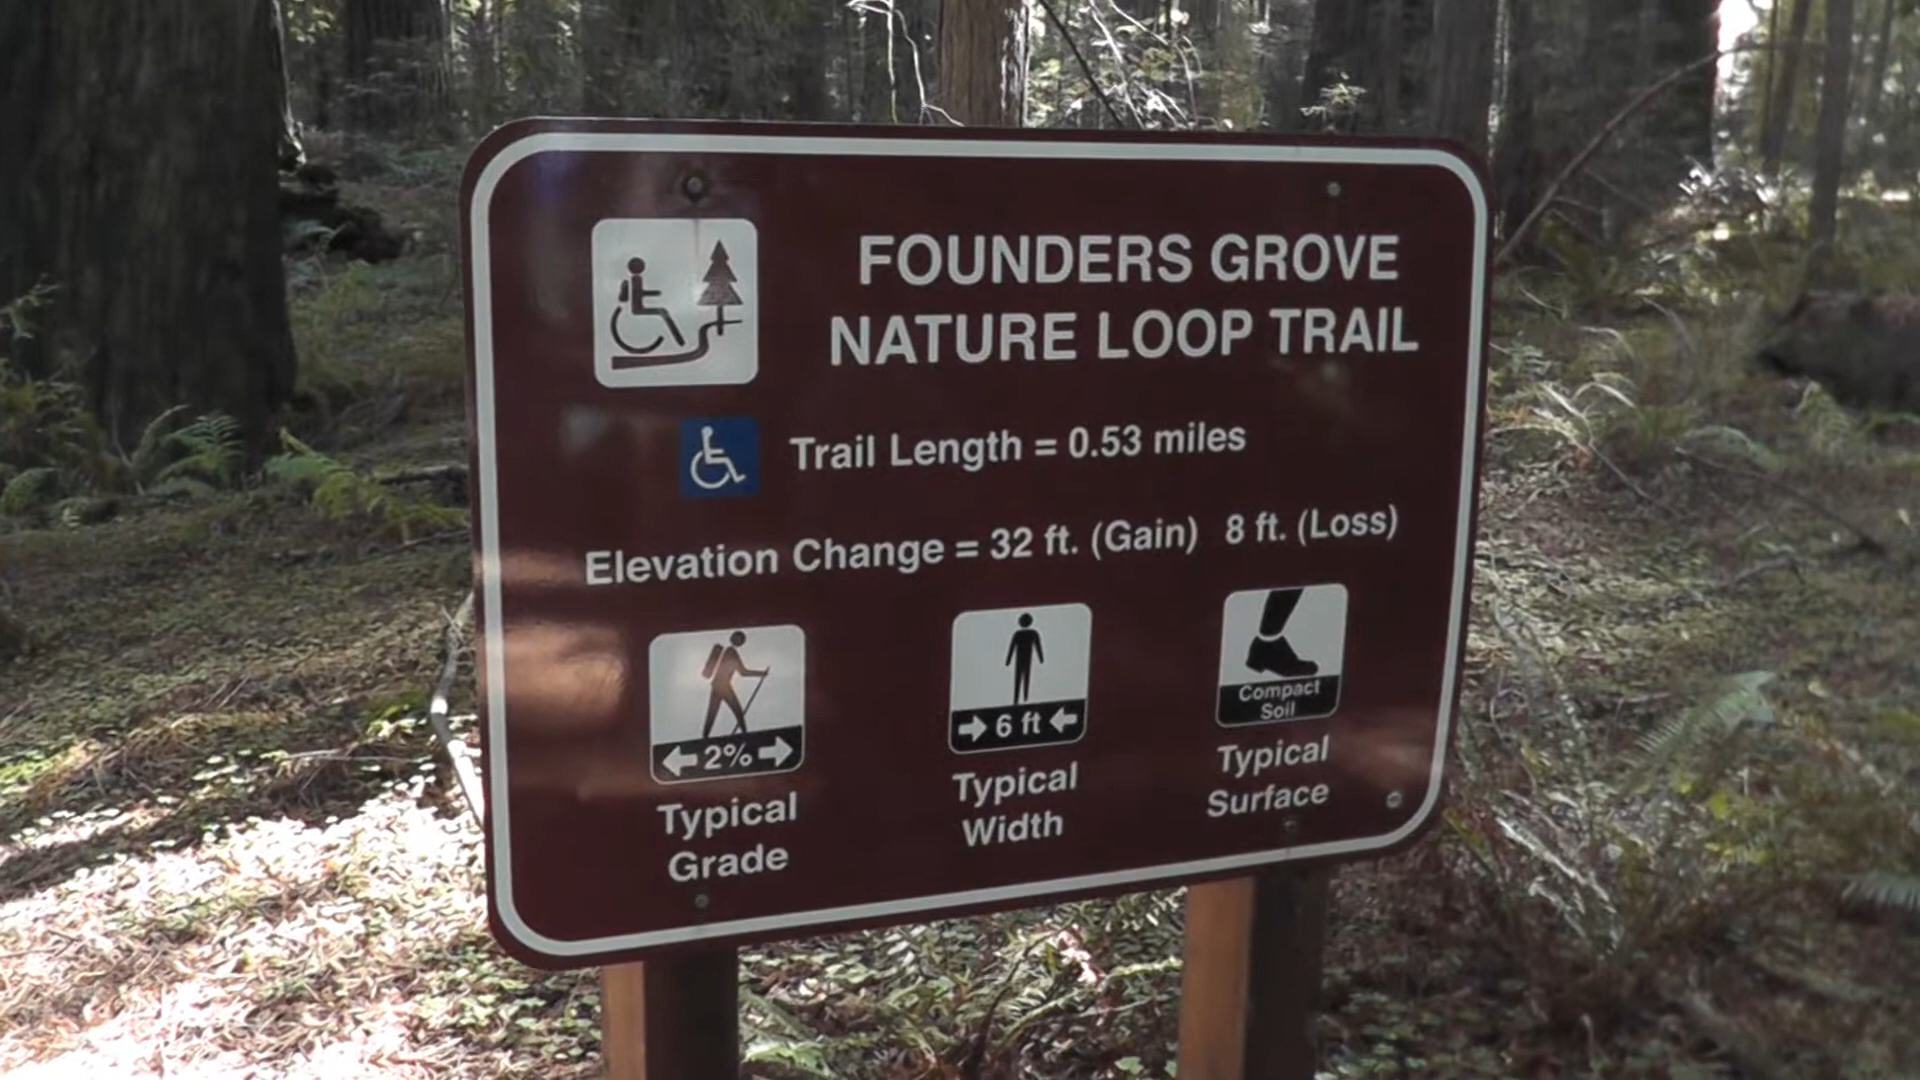 FOUNDERS GROVE
NATURE LOOP TRAIL
Trail Length = 0.53 miles
Elevation Change = 32 ft. (Gain) 8 ft. (Loss)
2%
Typical
Grade
6 ft
Typical
Width
Compact
Soil
Typical
Surface